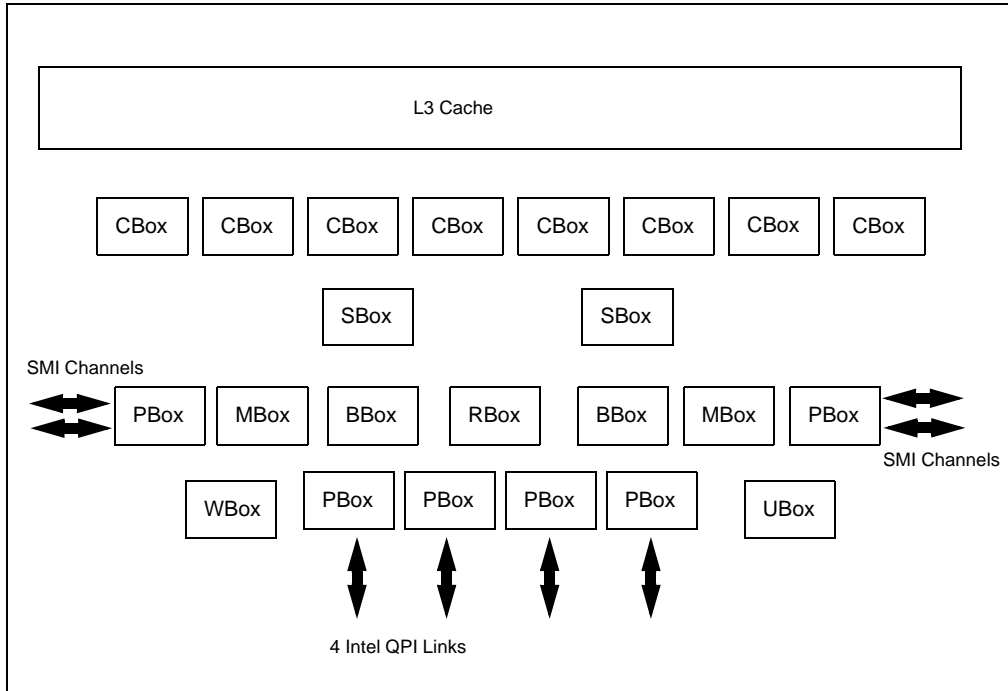 L3 Cache
CBox CBox CBox CBox CBox CBox CBox CBox
SBox SBox
SMI Channels
PBox MBox BBox RBox BBox MBox PBox
SMI Channels
WBox PBox PBox PBox PBox UBox
4 Intel QPI Links